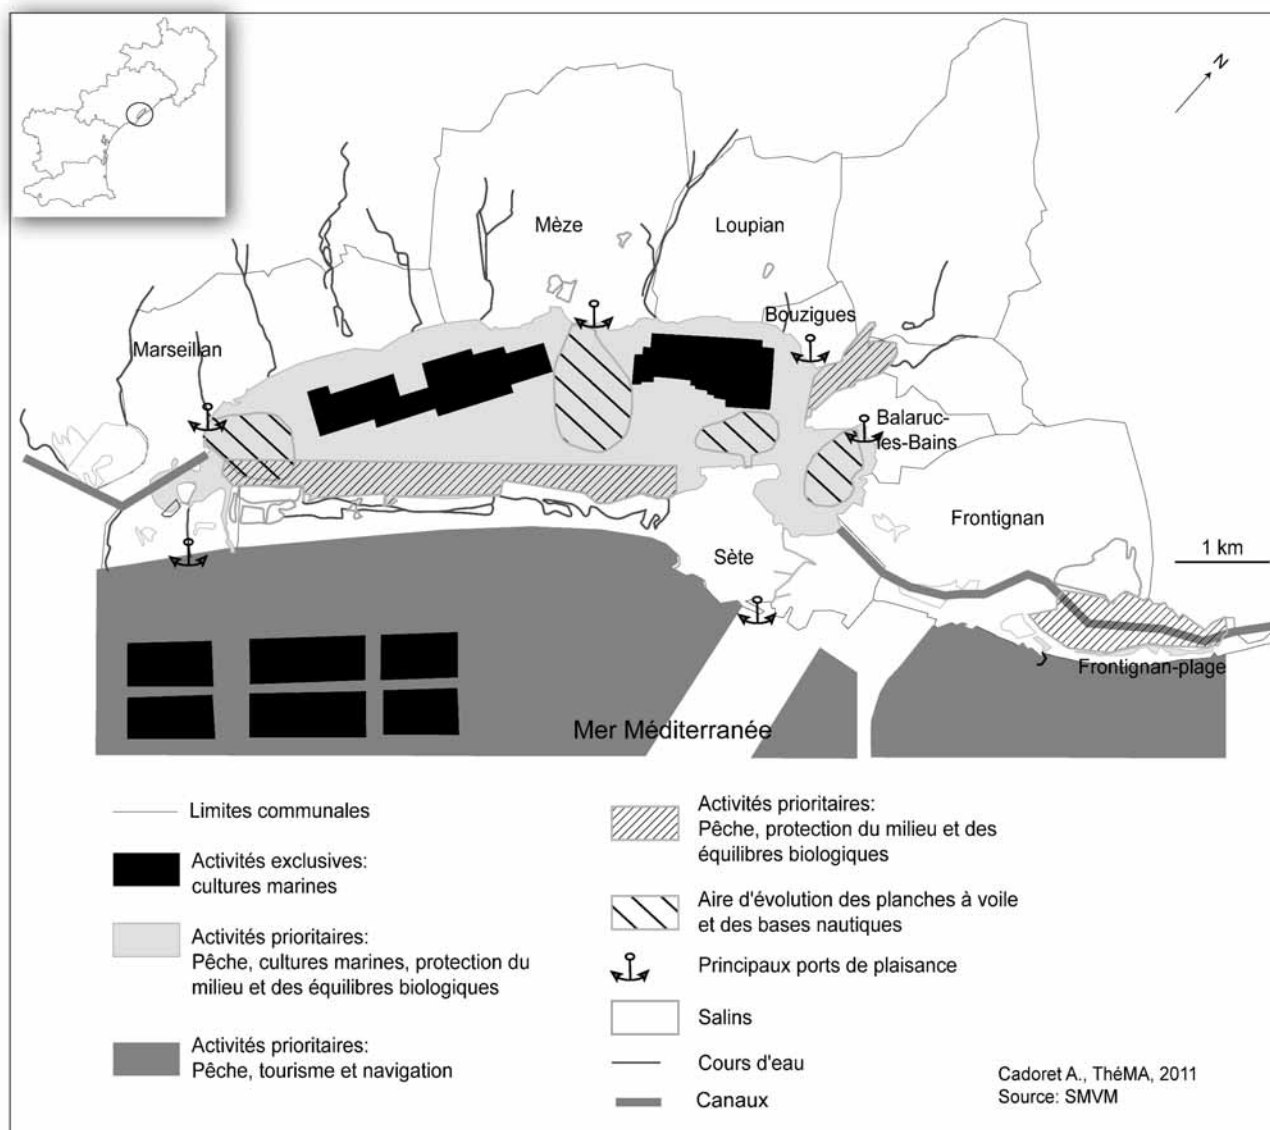 N
Mèze
Loupian
Bouzigues
Marseillan
Balaruc-
les-Bains
Frontignan
1 km
Sète
Frontignan-plage
Mer Méditerranée
Limites communales
Activités exclusives:
cultures marines
Activités prioritaires:
Pêche, cultures marines, protection du
milieu et des équilibres biologiques
Activités prioritaires:
Pêche, tourisme et navigation
Activités prioritaires:
Pêche, protection du milieu et des
équilibres biologiques
Aire d'évolution des planches à voile
et des bases nautiques
Principaux ports de plaisance
Salins
Cours d'eau
Canaux
Cadoret A., ThéMA, 2011
Source: SMVM